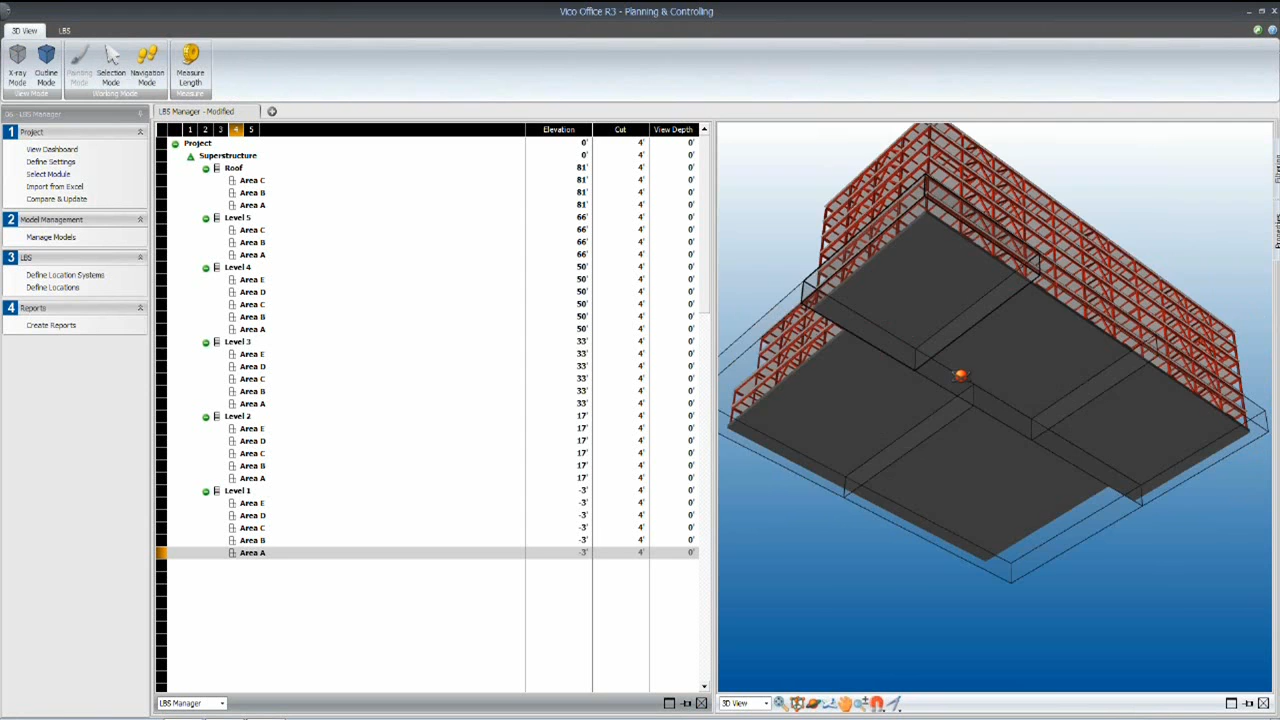 Vico Office R3 - Planning & Controlling
3D View LBS
X-ray Mode Outline Mode Painting Mode Selection Mode Navigation Mode Measure Length
View Mode Working Mode Measure
06 - LBS Manager
1 Project
View Dashboard
Define Settings
Select Module
Import from Excel
Compare & Update
2 Model Management
Manage Models
3 LBS
Define Location Systems
Define Locations
4 Reports
Create Reports
LBS Manager - Modified
1 2 3 4 5 Elevation Cut View Depth
Project 0' 4' 0'
Superstructure 0' 4' 0'
Roof 81' 4' 0'
Area C 81' 4' 0'
Area B 81' 4' 0'
Area A 81' 4' 0'
Level 5 66' 4' 0'
Area C 66' 4' 0'
Area B 66' 4' 0'
Area A 66' 4' 0'
Level 4 50' 4' 0'
Area E 50' 4' 0'
Area D 50' 4' 0'
Area C 50' 4' 0'
Area B 50' 4' 0'
Area A 50' 4' 0'
Level 3 33' 4' 0'
Area E 33' 4' 0'
Area D 33' 4' 0'
Area C 33' 4' 0'
Area B 33' 4' 0'
Area A 33' 4' 0'
Level 2 17' 4' 0'
Area E 17' 4' 0'
Area D 17' 4' 0'
Area C 17' 4' 0'
Area B 17' 4' 0'
Area A 17' 4' 0'
Level 1 -3' 4' 0'
Area E -3' 4' 0'
Area D -3' 4' 0'
Area C -3' 4' 0'
Area B -3' 4' 0'
Area A -3' 4' 0'
LBS Manager
3D View